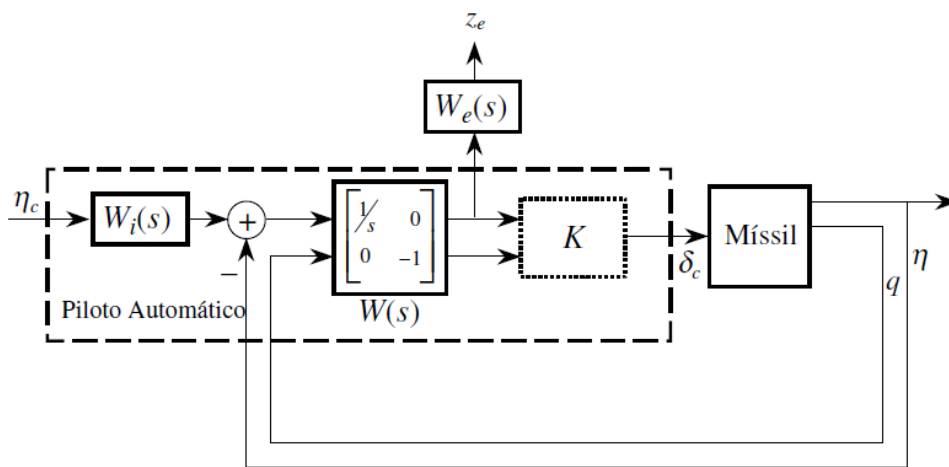 z_e
W_e(s)
η_c
W_i(s)
+
−
1/s 0
0 −1
W(s)
K
δ_c
Míssil
η
q
Piloto Automático